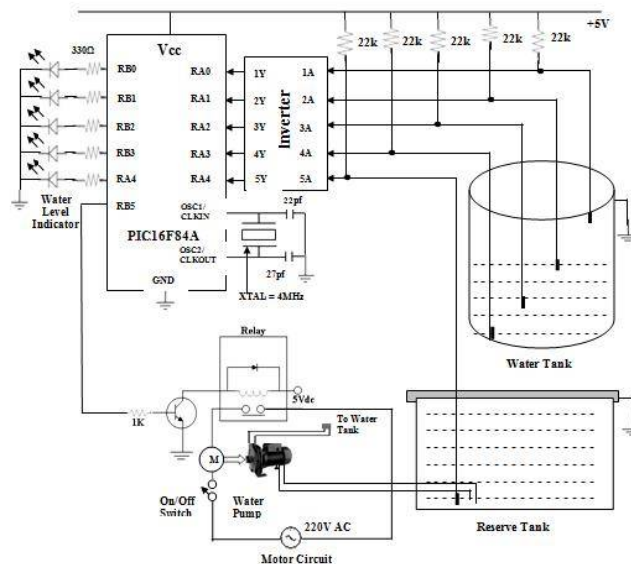 +5V
22k
22k
22k
22k
22k
330Ω
Vcc
RB0
RA0
1Y
1A
RB1
RA1
2Y
2A
RB2
RA2
3Y
3A
RB3
RA3
4Y
4A
RA4
RA4
5Y
5A
Inverter
RB5
Water
Level
Indicator
OSC1/
CLKIN
22pf
PIC16F84A
OSC2/
CLKOUT
27pf
GND
XTAL = 4MHz
Water Tank
Relay
5Vdc
1K
To Water
Tank
M
On/Off
Switch
Water
Pump
220V AC
Motor Circuit
Reserve Tank